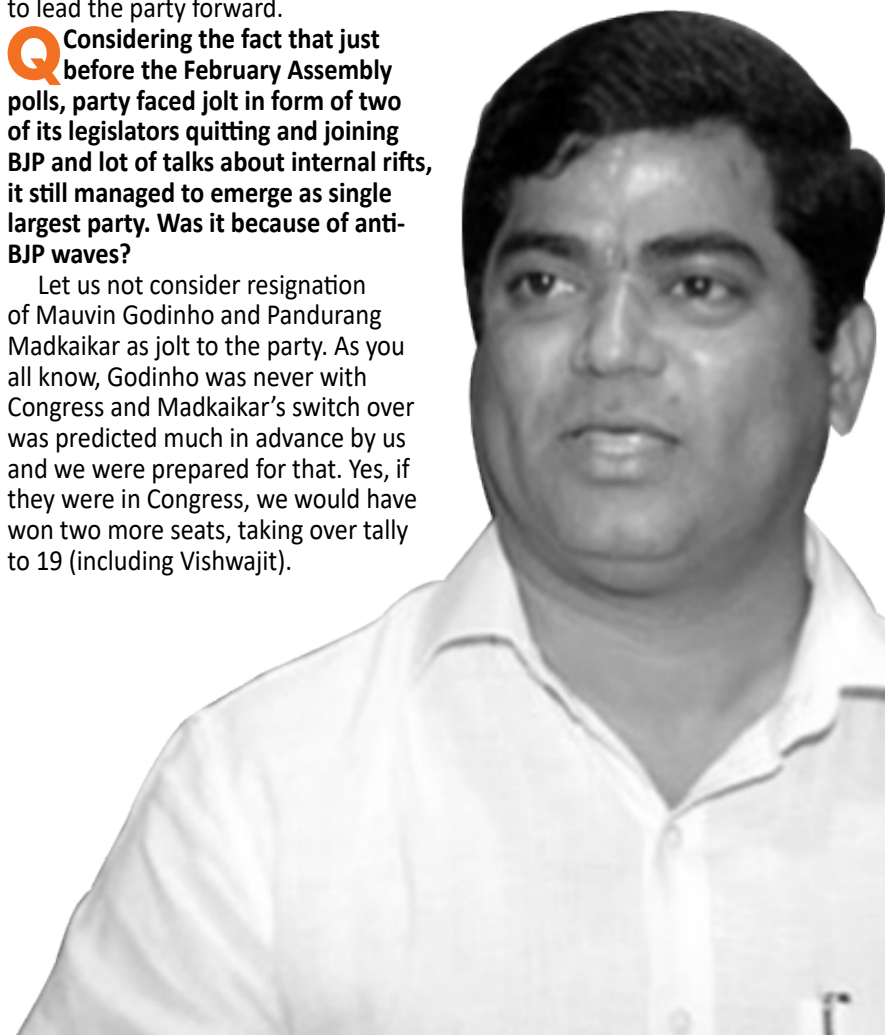 to lead the party forward.
Q Considering the fact that just
before the February Assembly
polls, party faced jolt in form of two
of its legislators quitting and joining
BJP and lot of talks about internal rifts,
it still managed to emerge as single
largest party. Was it because of anti-
BJP waves?
Let us not consider resignation
of Mauvin Godinho and Pandurang
Madkaikar as jolt to the party. As you
all know, Godinho was never with
Congress and Madkaikar’s switch over
was predicted much in advance by us
and we were prepared for that. Yes, if
they were in Congress, we would have
won two more seats, taking over tally
to 19 (including Vishwajit).